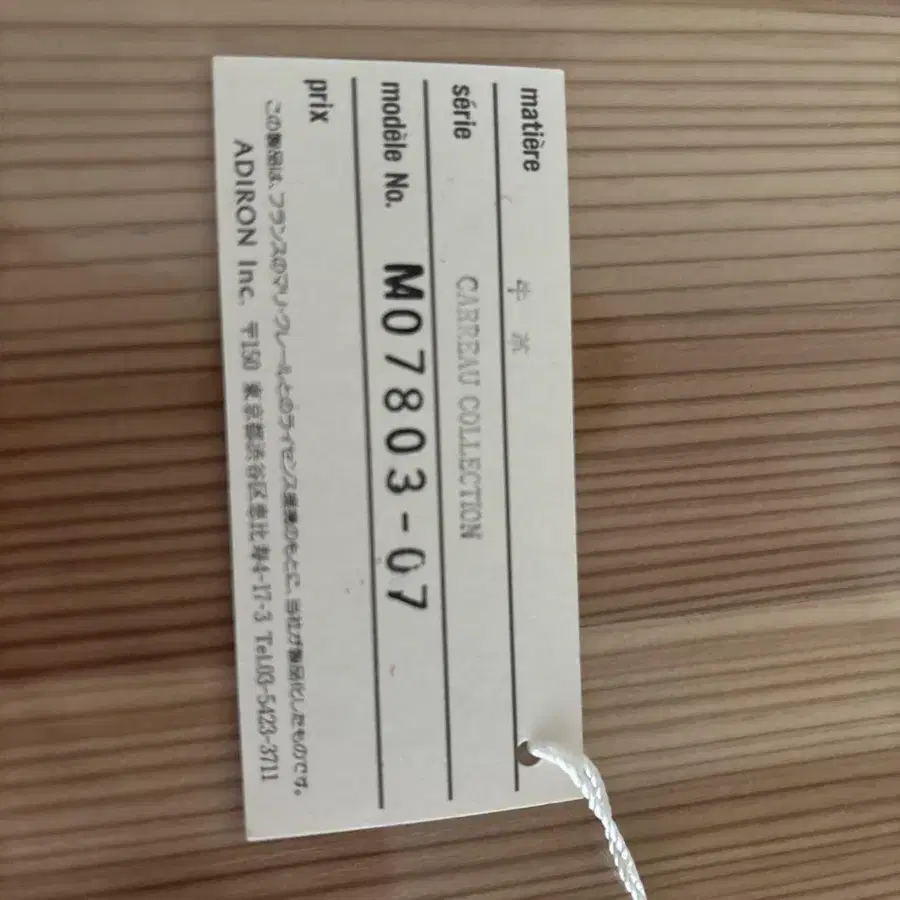 matière 牛革
série CARREAU COLLECTION
modèle No. M07803-07
prix
この製品は、フランスのマリ・クレールとのライセンス提携のもとに、当社が製品化したものです。
ADIRON Inc. 〒150 東京都渋谷区恵比寿4-17-3 Tel.03-5423-3711